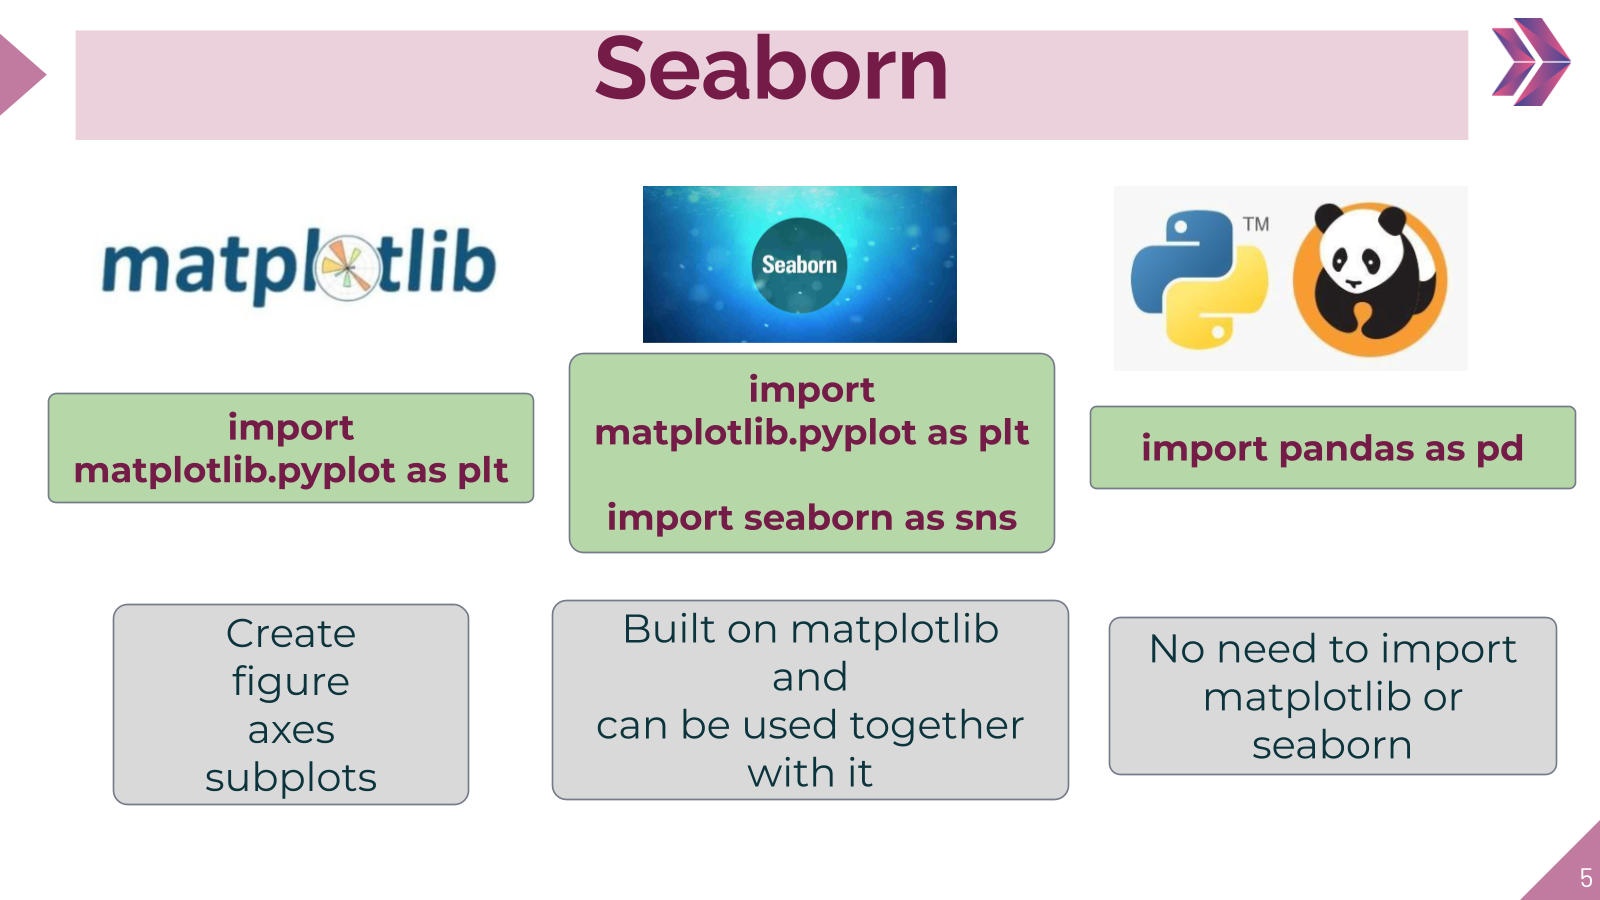 Seaborn
matplotlib
import
matplotlib.pyplot as plt
Create
figure
axes
subplots
Seaborn
import
matplotlib.pyplot as plt
import seaborn as sns
Built on matplotlib
and
can be used together
with it
TM
import pandas as pd
No need to import
matplotlib or
seaborn
5